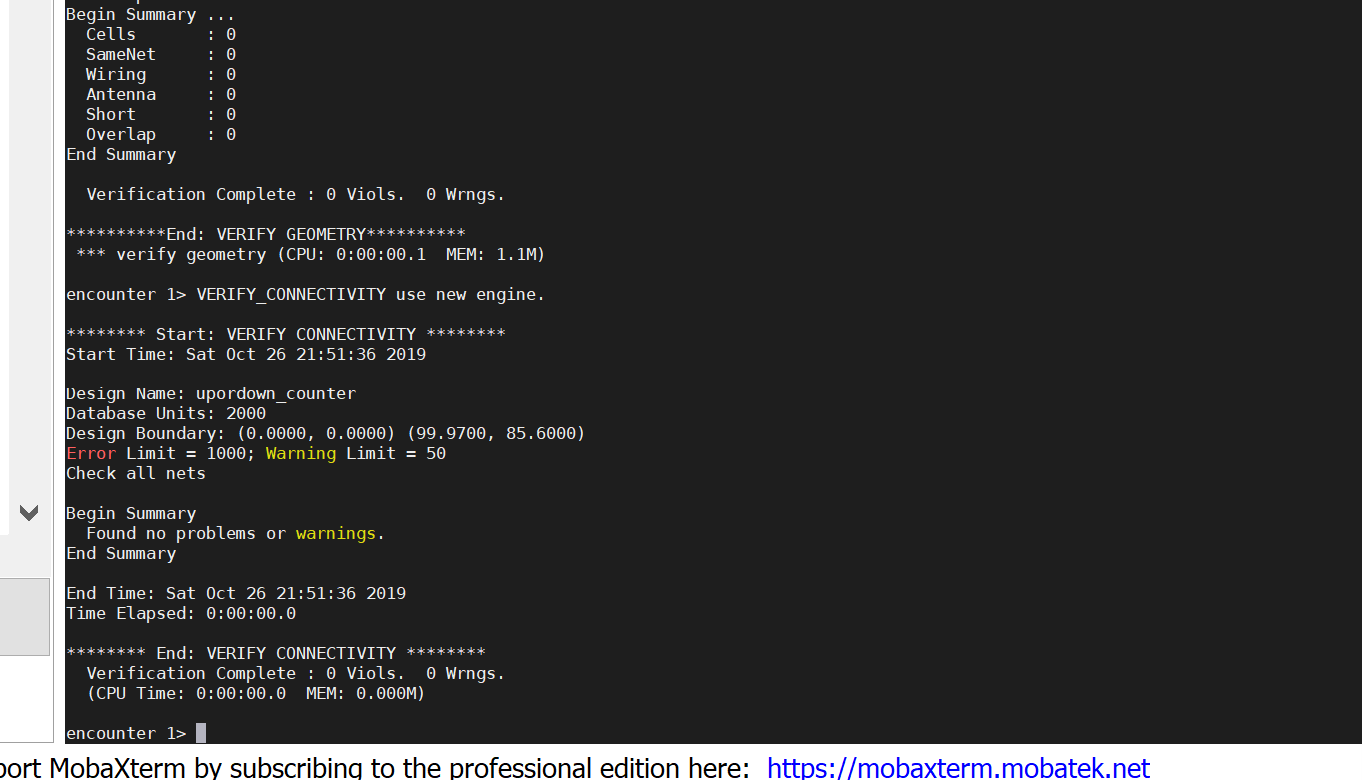 Begin Summary ...
  Cells       : 0
  SameNet     : 0
  Wiring      : 0
  Antenna     : 0
  Short       : 0
  Overlap     : 0
End Summary

  Verification Complete : 0 Viols.  0 Wrngs.

**********End: VERIFY GEOMETRY**********
 *** verify geometry (CPU: 0:00:00.1  MEM: 1.1M)

encounter 1> VERIFY_CONNECTIVITY use new engine.

******** Start: VERIFY CONNECTIVITY ********
Start Time: Sat Oct 26 21:51:36 2019

Design Name: upordown_counter
Database Units: 2000
Design Boundary: (0.0000, 0.0000) (99.9700, 85.6000)
Error Limit = 1000; Warning Limit = 50
Check all nets

Begin Summary
  Found no problems or warnings.
End Summary

End Time: Sat Oct 26 21:51:36 2019
Time Elapsed: 0:00:00.0

******** End: VERIFY CONNECTIVITY ********
  Verification Complete : 0 Viols.  0 Wrngs.
  (CPU Time: 0:00:00.0  MEM: 0.000M)

encounter 1>
port MobaXterm by subscribing to the professional edition here:  https://mobaxterm.mobatek.net